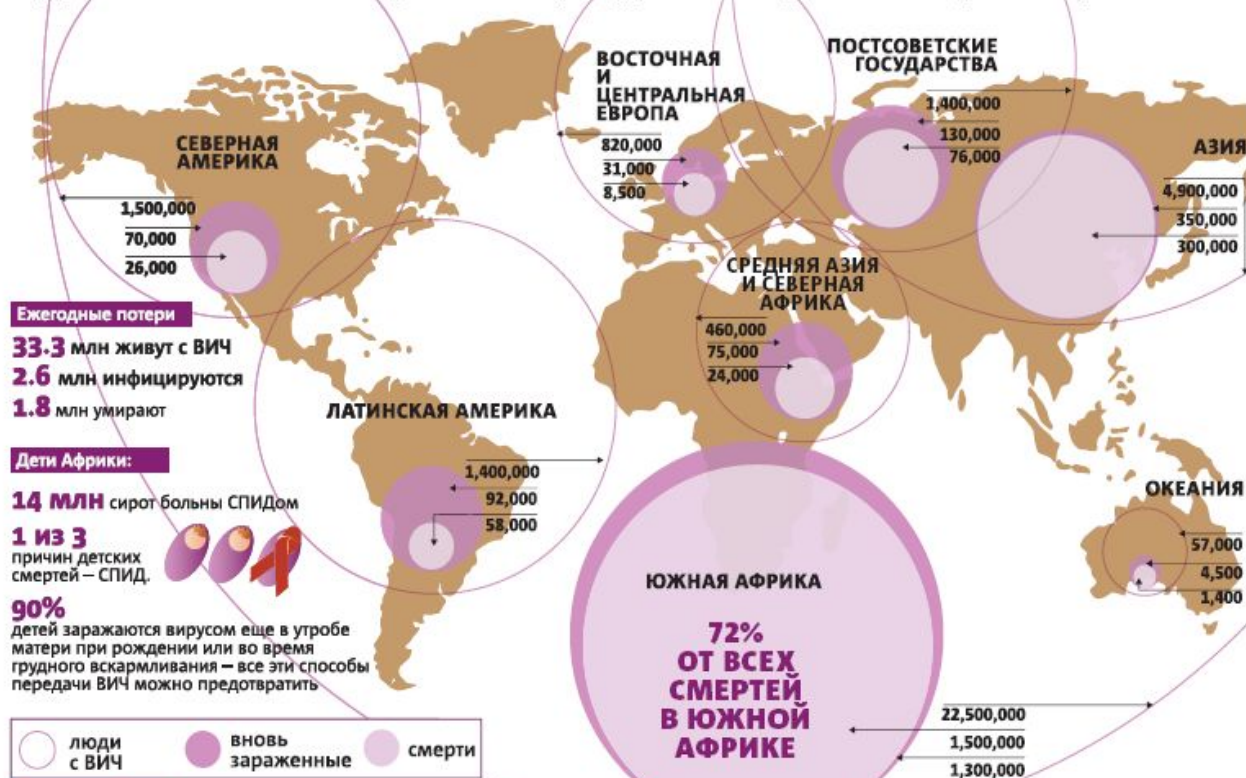 СЕВЕРНАЯ
АМЕРИКА
1,500,000
70,000
26,000
ВОСТОЧНАЯ
И
ЦЕНТРАЛЬНАЯ
ЕВРОПА
820,000
31,000
8,500
ПОСТСОВЕТСКИЕ
ГОСУДАРСТВА
1,400,000
130,000
76,000
АЗИЯ
4,900,000
350,000
300,000
СРЕДНЯЯ АЗИЯ
И СЕВЕРНАЯ
АФРИКА
460,000
75,000
24,000
Ежегодные потери
33.3 млн живут с ВИЧ
2.6 млн инфицируются
1.8 млн умирают
ЛАТИНСКАЯ АМЕРИКА
1,400,000
92,000
58,000
Дети Африки:
14 МЛН сирот больны СПИДом
1 из 3
причин детских
смертей – СПИД.
90%
детей заражаются вирусом еще в утробе
матери при рождении или во время
грудного вскармливания – все эти способы
передачи ВИЧ можно предотвратить
ОКЕАНИЯ
57,000
4,500
1,400
ЮЖНАЯ АФРИКА
72%
ОТ ВСЕХ
СМЕРТЕЙ
В ЮЖНОЙ
АФРИКЕ
22,500,000
1,500,000
1,300,000
люди
с ВИЧ
вновь
зараженные
смерти